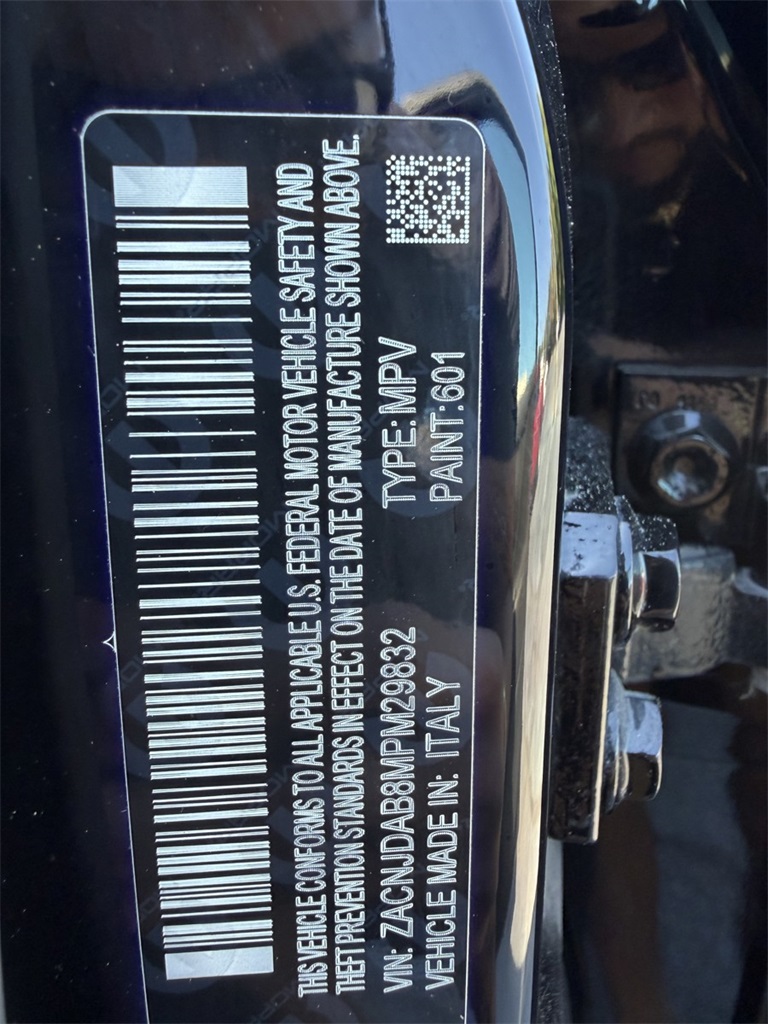 THIS VEHICLE CONFORMS TO ALL APPLICABLE U.S. FEDERAL MOTOR VEHICLE SAFETY AND
THEFT PREVENTION STANDARDS IN EFFECT ON THE DATE OF MANUFACTURE SHOWN ABOVE.
VIN: ZACNJDAB8MPM29832 TYPE: MPV
VEHICLE MADE IN: ITALY PAINT:601